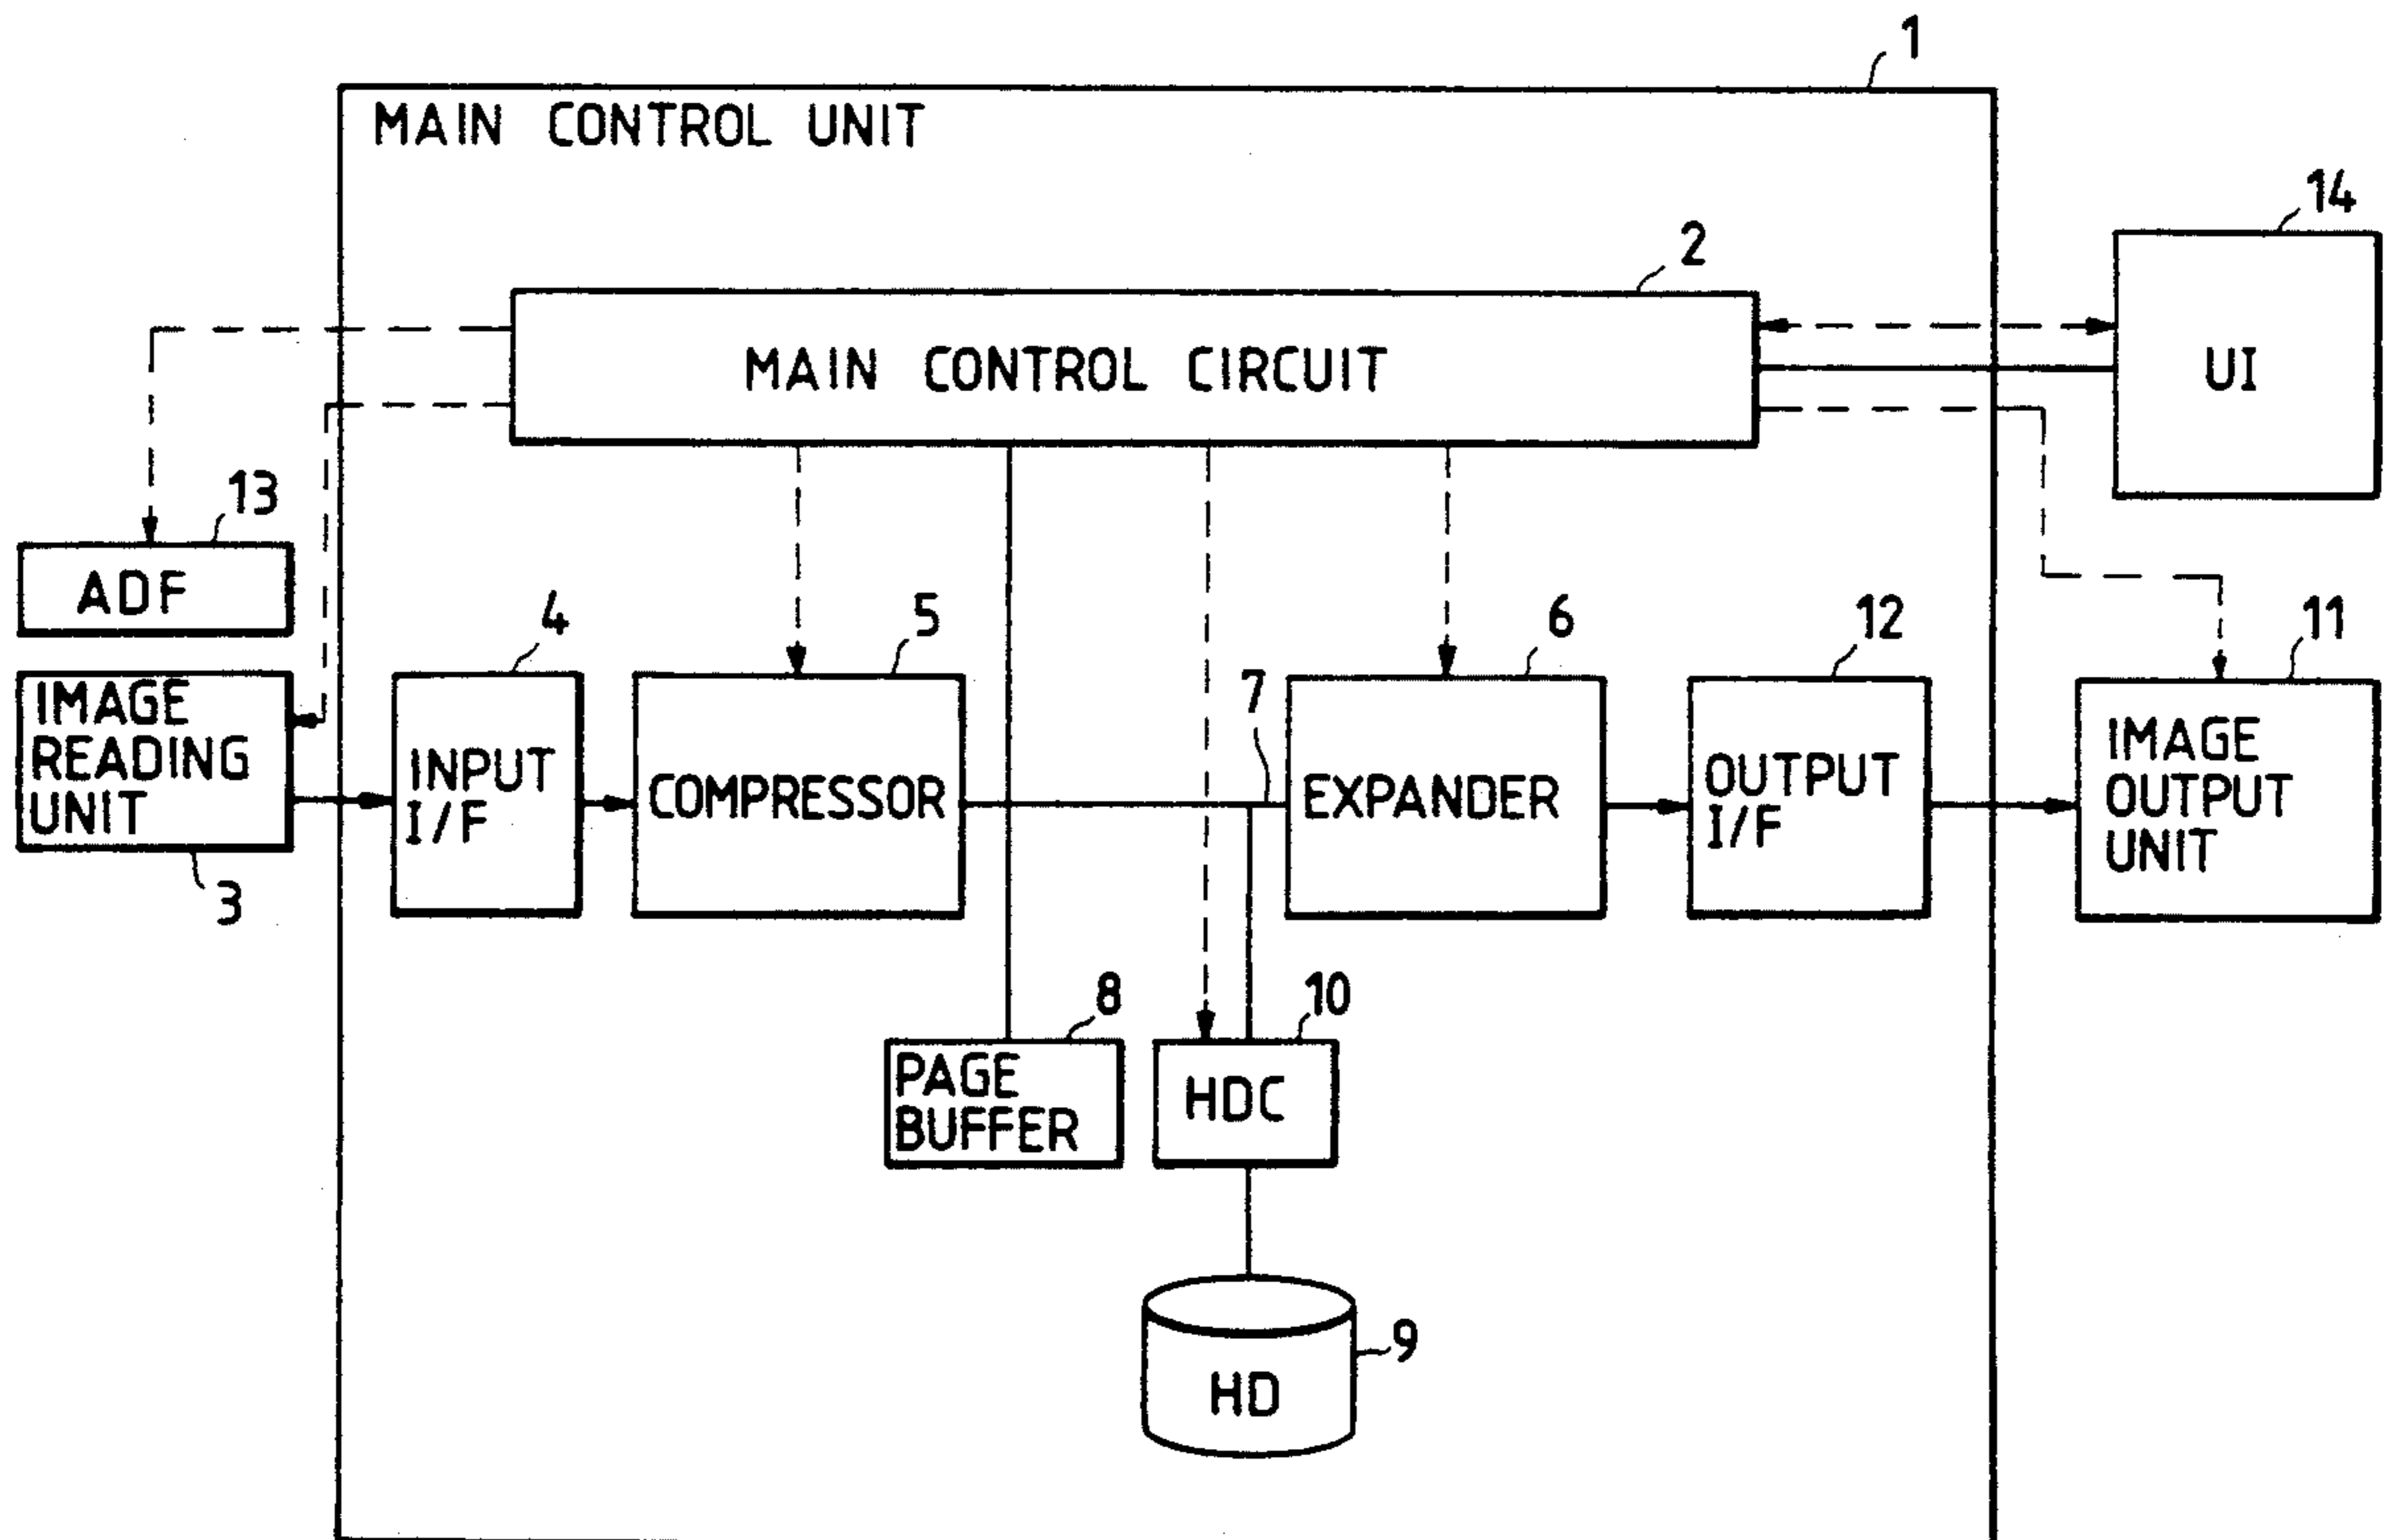 1
MAIN CONTROL UNIT
14
2
MAIN CONTROL CIRCUIT
UI
13
ADF
4
5
6
12
11
7
IMAGE
READING
UNIT
3
INPUT
I/F
COMPRESSOR
EXPANDER
OUTPUT
I/F
IMAGE
OUTPUT
UNIT
8
10
PAGE
BUFFER
HDC
9
HD